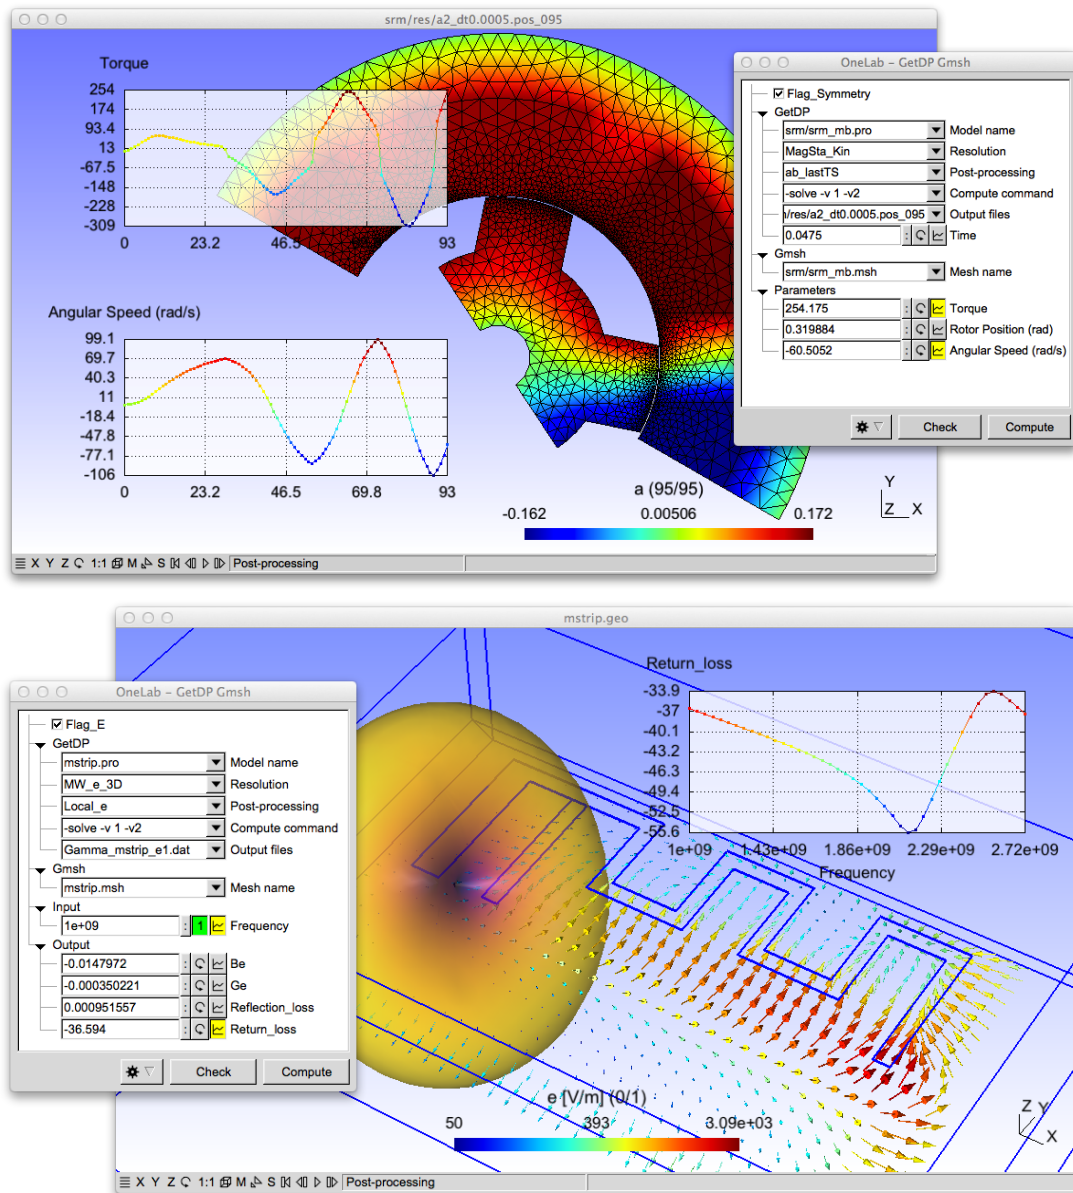 srm/res/a2_dt0.0005.pos_095
Torque
254
174
93.4
13
-67.5
-148
-228
-309
0 23.2 46.5 69.8 93
Angular Speed (rad/s)
99.1
69.7
40.3
11
-18.4
-47.8
-77.1
-106
0 23.2 46.5 69.8 93
a (95/95)
-0.162 0.00506 0.172
Y
Z X
X Y Z 1:1 M S Post-processing
OneLab - GetDP Gmsh
Flag_Symmetry
GetDP
srm/srm_mb.pro Model name
MagSta_Kin Resolution
ab_lastTS Post-processing
-solve -v 1 -v2 Compute command
/res/a2_dt0.0005.pos_095 Output files
0.0475 : Time
Gmsh
srm/srm_mb.msh Mesh name
Parameters
254.175 : Torque
0.319884 : Rotor Position (rad)
-60.5052 : Angular Speed (rad/s)
Check Compute
mstrip.geo
Return_loss
-33.9
-37
-40.1
-43.2
-46.3
-49.4
-52.5
-55.6
1e+09 1.43e+09 1.86e+09 2.29e+09 2.72e+09
Frequency
e [V/m] (0/1)
50 393 3.09e+03
Z Y
X
X Y Z 1:1 M S Post-processing
OneLab - GetDP Gmsh
Flag_E
GetDP
mstrip.pro Model name
MW_e_3D Resolution
Local_e Post-processing
-solve -v 1 -v2 Compute command
Gamma_mstrip_e1.dat Output files
Gmsh
mstrip.msh Mesh name
Input
1e+09 : 1 Frequency
Output
-0.0147972 : Be
-0.000350221 : Ge
0.000951557 : Reflection_loss
-36.594 : Return_loss
Check Compute